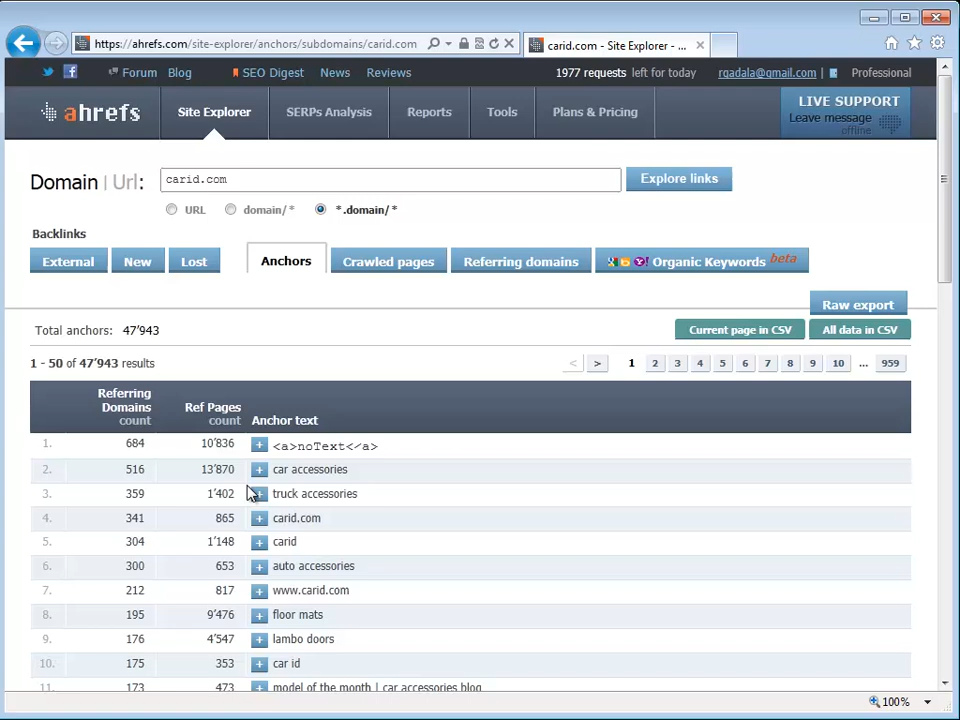 https://ahrefs.com/site-explorer/anchors/subdomains/carid.com
carid.com - Site Explorer - ...
Forum Blog SEO Digest News Reviews 1977 requests left for today rgadala@gmail.com Professional
ahrefs Site Explorer SERPs Analysis Reports Tools Plans & Pricing
LIVE SUPPORT
Leave message
offline
Domain | Url: carid.com Explore links
URL domain/* *.domain/*
Backlinks
External New Lost Anchors Crawled pages Referring domains Organic Keywords beta
Raw export
Total anchors: 47'943 Current page in CSV All data in CSV
1 - 50 of 47'943 results < > 1 2 3 4 5 6 7 8 9 10 ... 959
Referring Domains count Ref Pages count Anchor text
1. 684 10'836 + <a>noText</a>
2. 516 13'870 + car accessories
3. 359 1'402 + truck accessories
4. 341 865 + carid.com
5. 304 1'148 + carid
6. 300 653 + auto accessories
7. 212 817 + www.carid.com
8. 195 9'476 + floor mats
9. 176 4'547 + lambo doors
10. 175 353 + car id
11. 173 473 model of the month | car accessories blog
100%